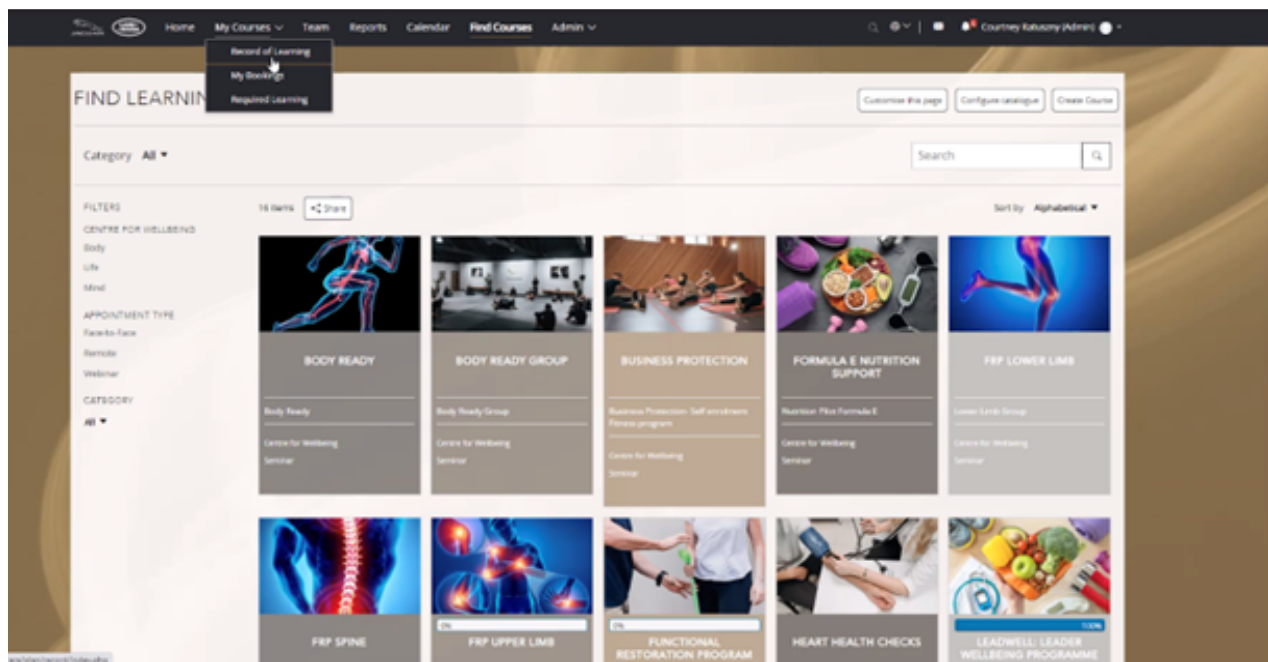 Home My Courses Team Reports Calendar Find Courses Admin
Courtney Katuszny (Admin)
Record of Learning
My Bookings
Required Learning
FIND LEARNIN
Customise this page Configure catalogue Create Course
Category All
Search
FILTERS
CENTRE FOR WELLBEING
Body
Life
Mind
APPOINTMENT TYPE
Face-to-Face
Remote
Webinar
CATEGORY
All
16 items Share
Sort by Alphabetical
BODY READY
Body Ready
Centre for Wellbeing
Seminar
BODY READY GROUP
Body Ready Group
Centre for Wellbeing
Seminar
BUSINESS PROTECTION
Business Protection- Self enrolment
Fitness program
Centre for Wellbeing
Seminar
FORMULA E NUTRITION
SUPPORT
Nutrition Pilot Formula E
Centre for Wellbeing
Seminar
FRP LOWER LIMB
Lower Limb Group
Centre for Wellbeing
Seminar
FRP SPINE
0%
FRP UPPER LIMB
0%
FUNCTIONAL
RESTORATION PROGRAM
HEART HEALTH CHECKS
100%
LEADWELL: LEADER
WELLBEING PROGRAMME